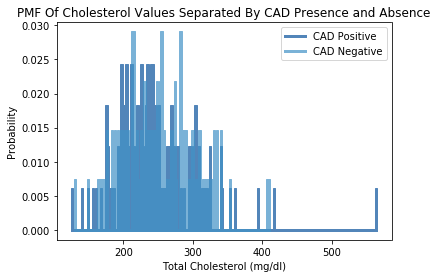 PMF Of Cholesterol Values Separated By CAD Presence and Absence
CAD Positive
CAD Negative
0.030
0.025
0.020
0.015
0.010
0.005
0.000
Probability
200
300
400
500
Total Cholesterol (mg/dl)